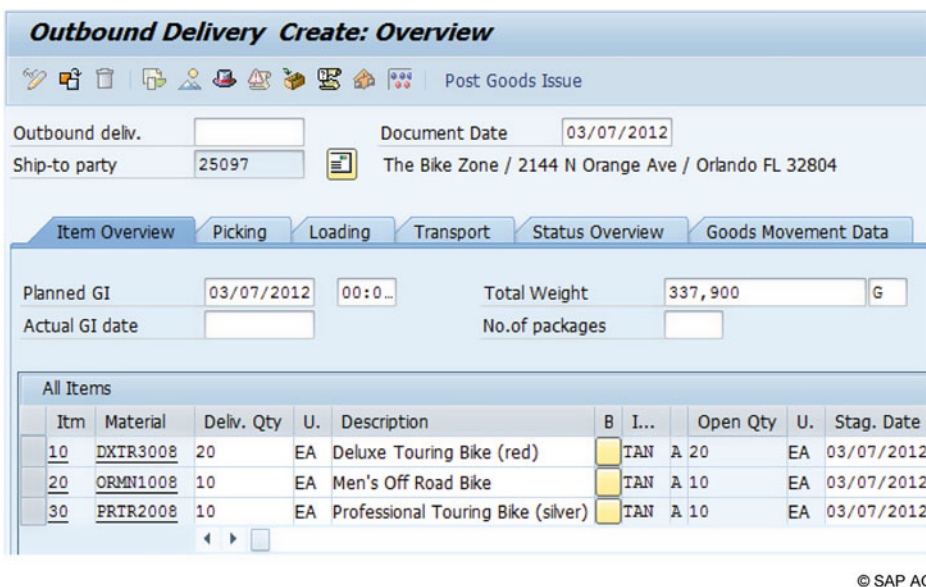 Outbound Delivery Create: Overview
Post Goods Issue
Outbound deliv. Document Date 03/07/2012
Ship-to party 25097 The Bike Zone / 2144 N Orange Ave / Orlando FL 32804
Item Overview Picking Loading Transport Status Overview Goods Movement Data
Planned GI 03/07/2012 00:0… Total Weight 337,900 G
Actual GI date No.of packages
All Items
Itm Material Deliv. Qty U. Description B I... Open Qty U. Stag. Date
10 DXTR3008 20 EA Deluxe Touring Bike (red) TAN A 20 EA 03/07/2012
20 ORMN1008 10 EA Men's Off Road Bike TAN A 10 EA 03/07/2012
30 PRTR2008 10 EA Professional Touring Bike (silver) TAN A 10 EA 03/07/2012
© SAP AG